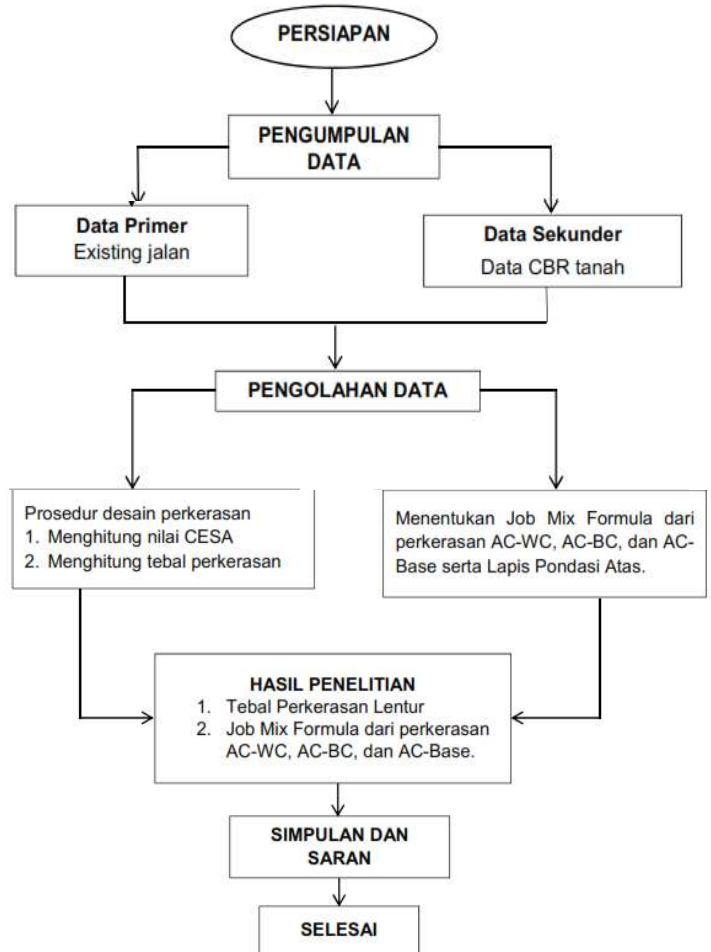 PERSIAPAN
PENGUMPULAN
DATA
Data Primer
Existing jalan
Data Sekunder
Data CBR tanah
PENGOLAHAN DATA
Prosedur desain perkerasan
1. Menghitung nilai CESA
2. Menghitung tebal perkerasan
Menentukan Job Mix Formula dari
perkerasan AC-WC, AC-BC, dan AC-
Base serta Lapis Pondasi Atas.
HASIL PENELITIAN
1. Tebal Perkerasan Lentur
2. Job Mix Formula dari perkerasan
AC-WC, AC-BC, dan AC-Base.
SIMPULAN DAN
SARAN
SELESAI